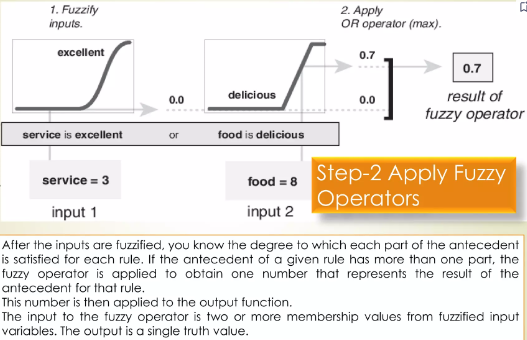 1. Fuzzify
inputs.
2. Apply
OR operator (max).
excellent
0.0
delicious
0.7
0.0
0.7
result of
fuzzy operator
service is excellent or food is delicious
service = 3
food = 8
input 1
input 2
Step-2 Apply Fuzzy
Operators
After the inputs are fuzzified, you know the degree to which each part of the antecedent
is satisfied for each rule. If the antecedent of a given rule has more than one part, the
fuzzy operator is applied to obtain one number that represents the result of the
antecedent for that rule.
This number is then applied to the output function.
The input to the fuzzy operator is two or more membership values from fuzzified input
variables. The output is a single truth value.